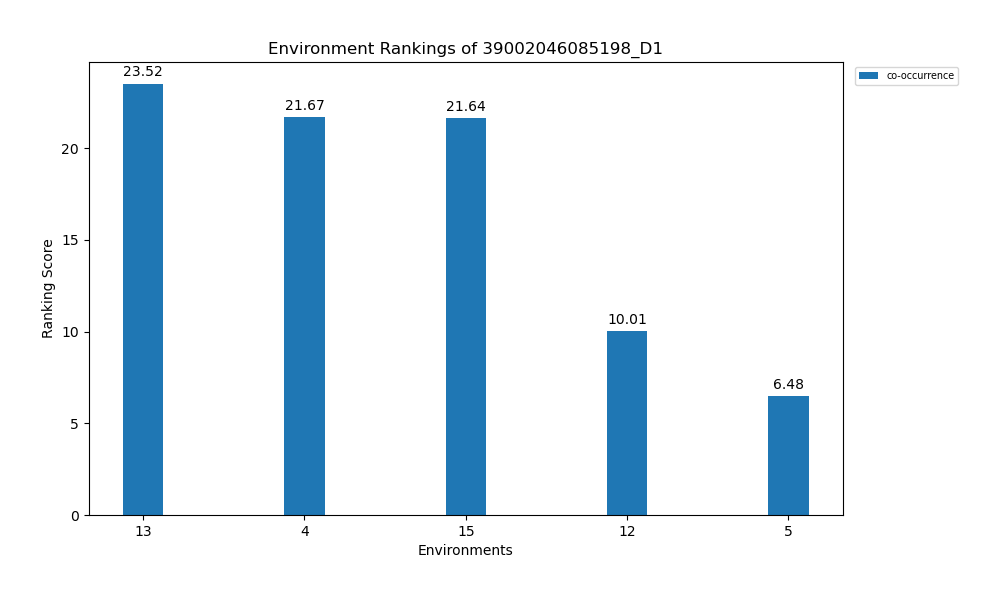 Environment Rankings of 39002046085198_D1
co-occurrence
23.52
21.67
21.64
10.01
6.48
Ranking Score
20
15
10
5
0
13 4 15 12 5
Environments